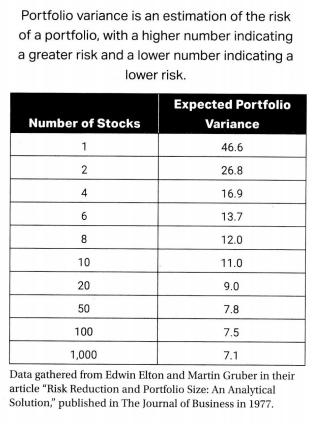 Portfolio variance is an estimation of the risk
of a portfolio, with a higher number indicating
a greater risk and a lower number indicating a
lower risk.
Number of Stocks Expected Portfolio Variance
1 46.6
2 26.8
4 16.9
6 13.7
8 12.0
10 11.0
20 9.0
50 7.8
100 7.5
1,000 7.1
Data gathered from Edwin Elton and Martin Gruber in their
article “Risk Reduction and Portfolio Size: An Analytical
Solution,” published in The Journal of Business in 1977.